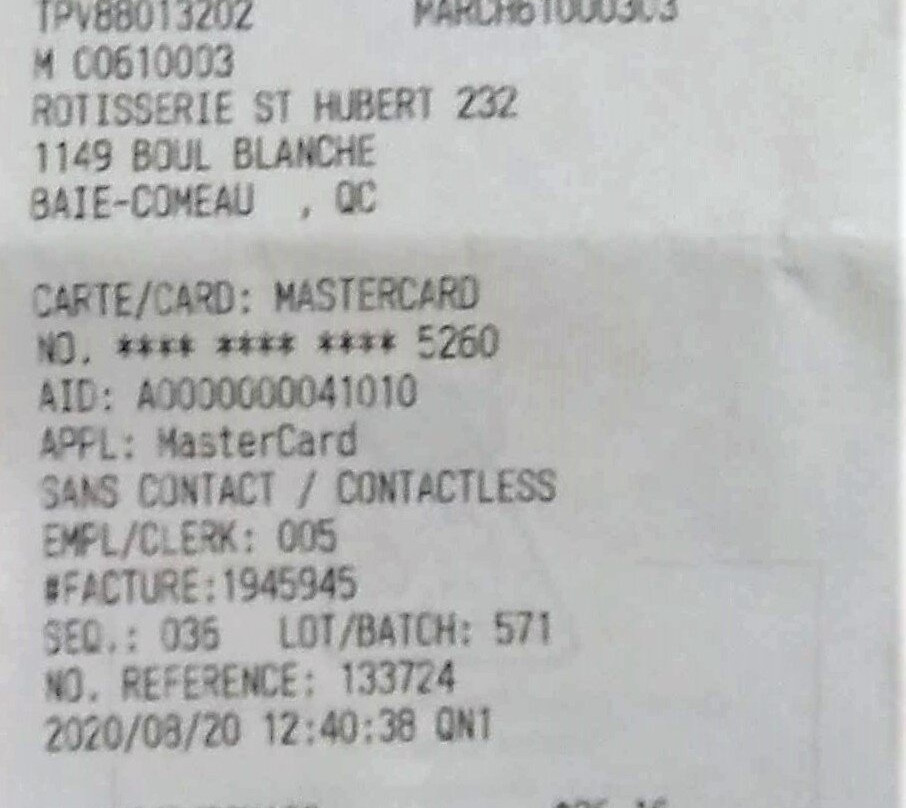 TPV88013202
M C0610003
ROTISSERIE ST HUBERT 232
1149 BOUL BLANCHE
BAIE-COMEAU , QC
CARTE/CARD: MASTERCARD
NO. **** **** **** 5260
AID: A0000000041010
APPL: MasterCard
SANS CONTACT / CONTACTLESS
EMPL/CLERK: 005
#FACTURE:1945945
SEQ.: 036 LOT/BATCH: 571
NO. REFERENCE: 133724
2020/08/20 12:40:38 QN1